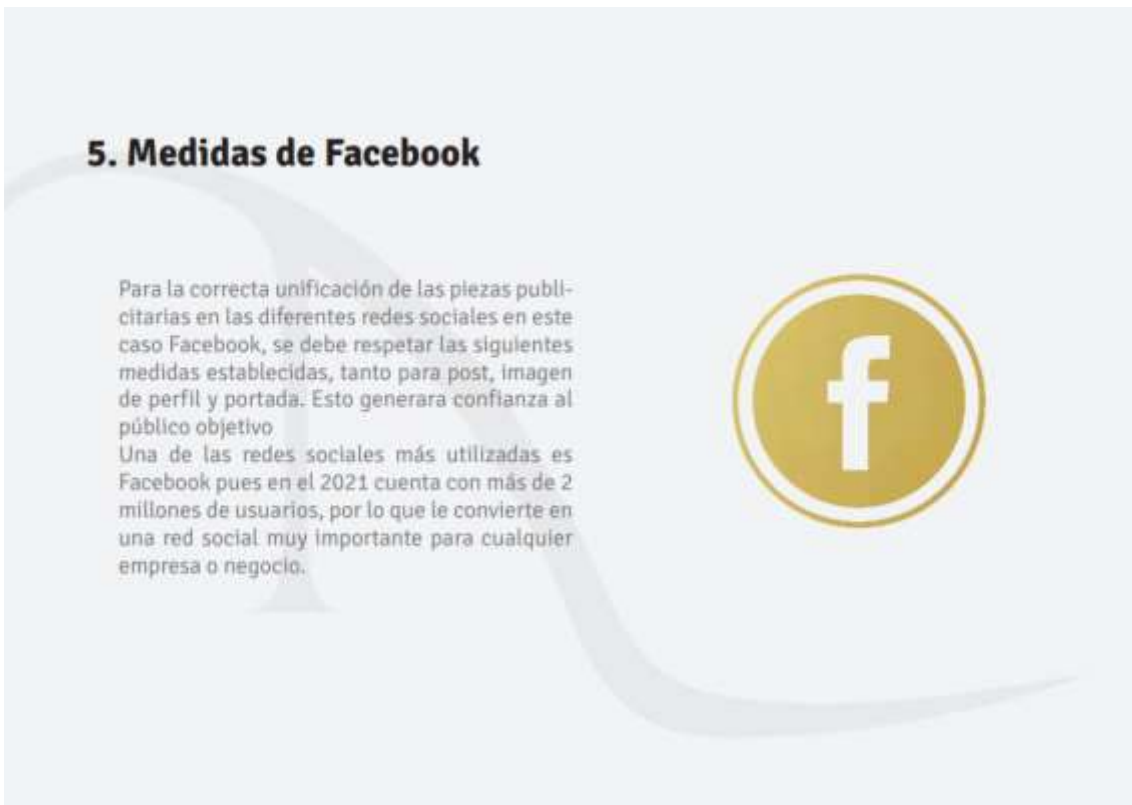 5. Medidas de Facebook
Para la correcta unificación de las piezas publi-
citarias en las diferentes redes sociales en este
caso Facebook, se debe respetar las siguientes
medidas establecidas, tanto para post, imagen
de perfil y portada. Esto generara confianza al
público objetivo
Una de las redes sociales más utilizadas es
Facebook pues en el 2021 cuenta con más de 2
millones de usuarios, por lo que le convierte en
una red social muy importante para cualquier
empresa o negocio.
f